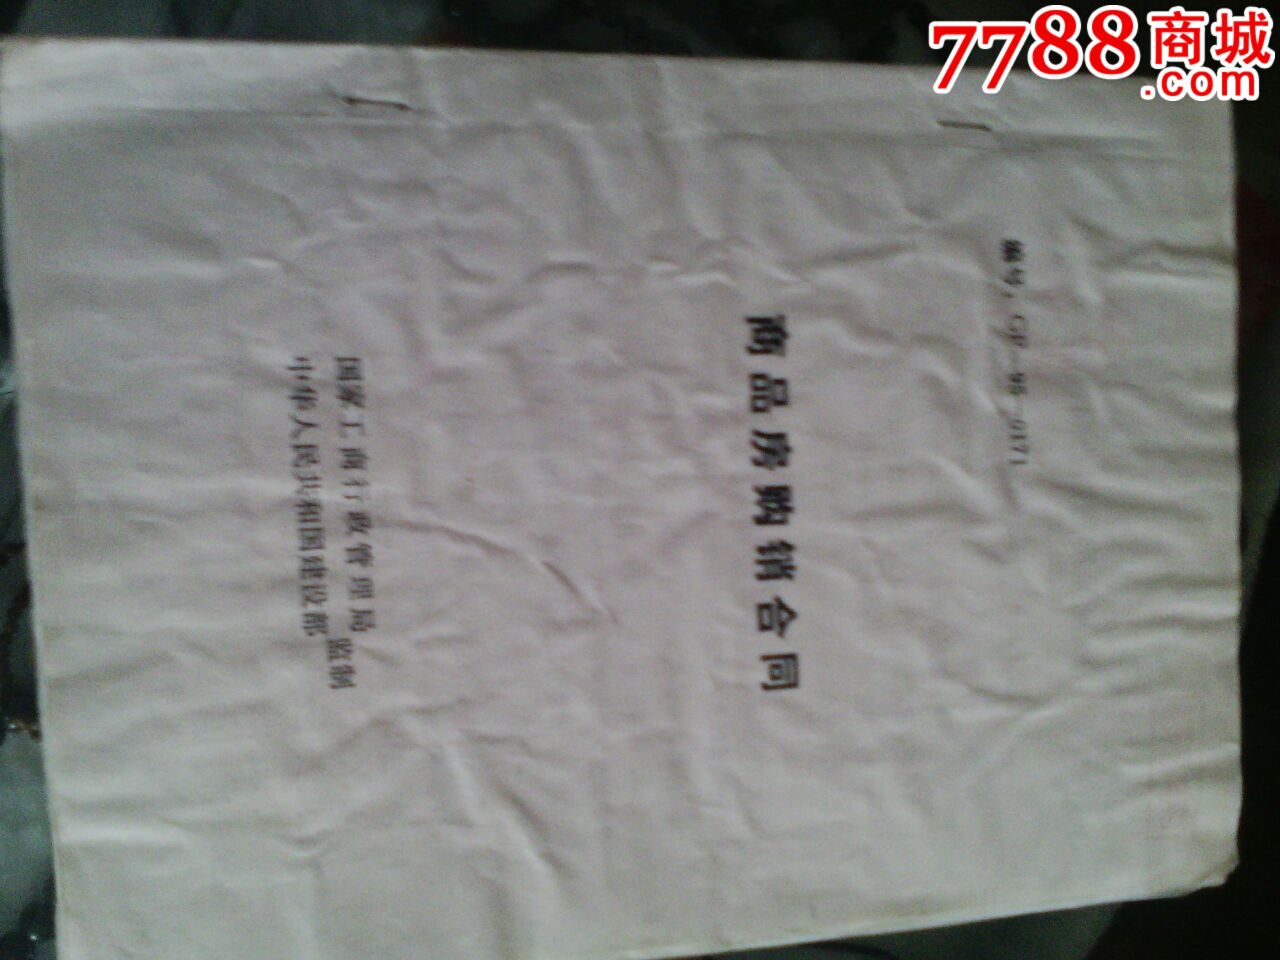 7788商城
.com
编号：GF—95—0171
商品房购销合同
国家工商行政管理局
中华人民共和国建设部
监制